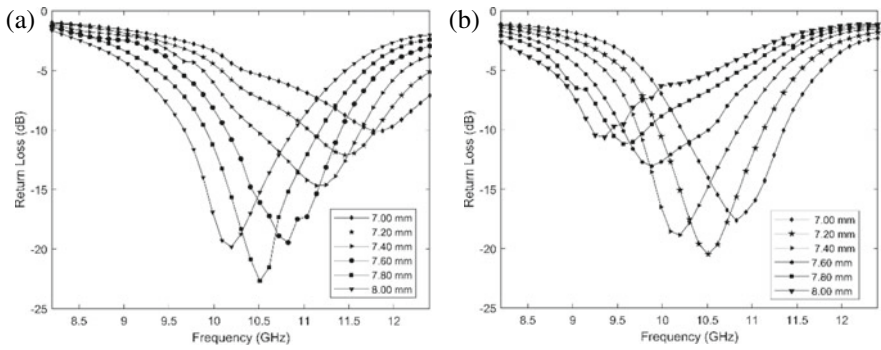 (a)
Return Loss (dB)
0
-5
-10
-15
-20
-25
7.00 mm
7.20 mm
7.40 mm
7.60 mm
7.80 mm
8.00 mm
8.5 9 9.5 10 10.5 11 11.5 12
Frequency (GHz)
(b)
Return Loss (dB)
0
-5
-10
-15
-20
-25
7.00 mm
7.20 mm
7.40 mm
7.60 mm
7.80 mm
8.00 mm
8.5 9 9.5 10 10.5 11 11.5 12
Frequency (GHz)